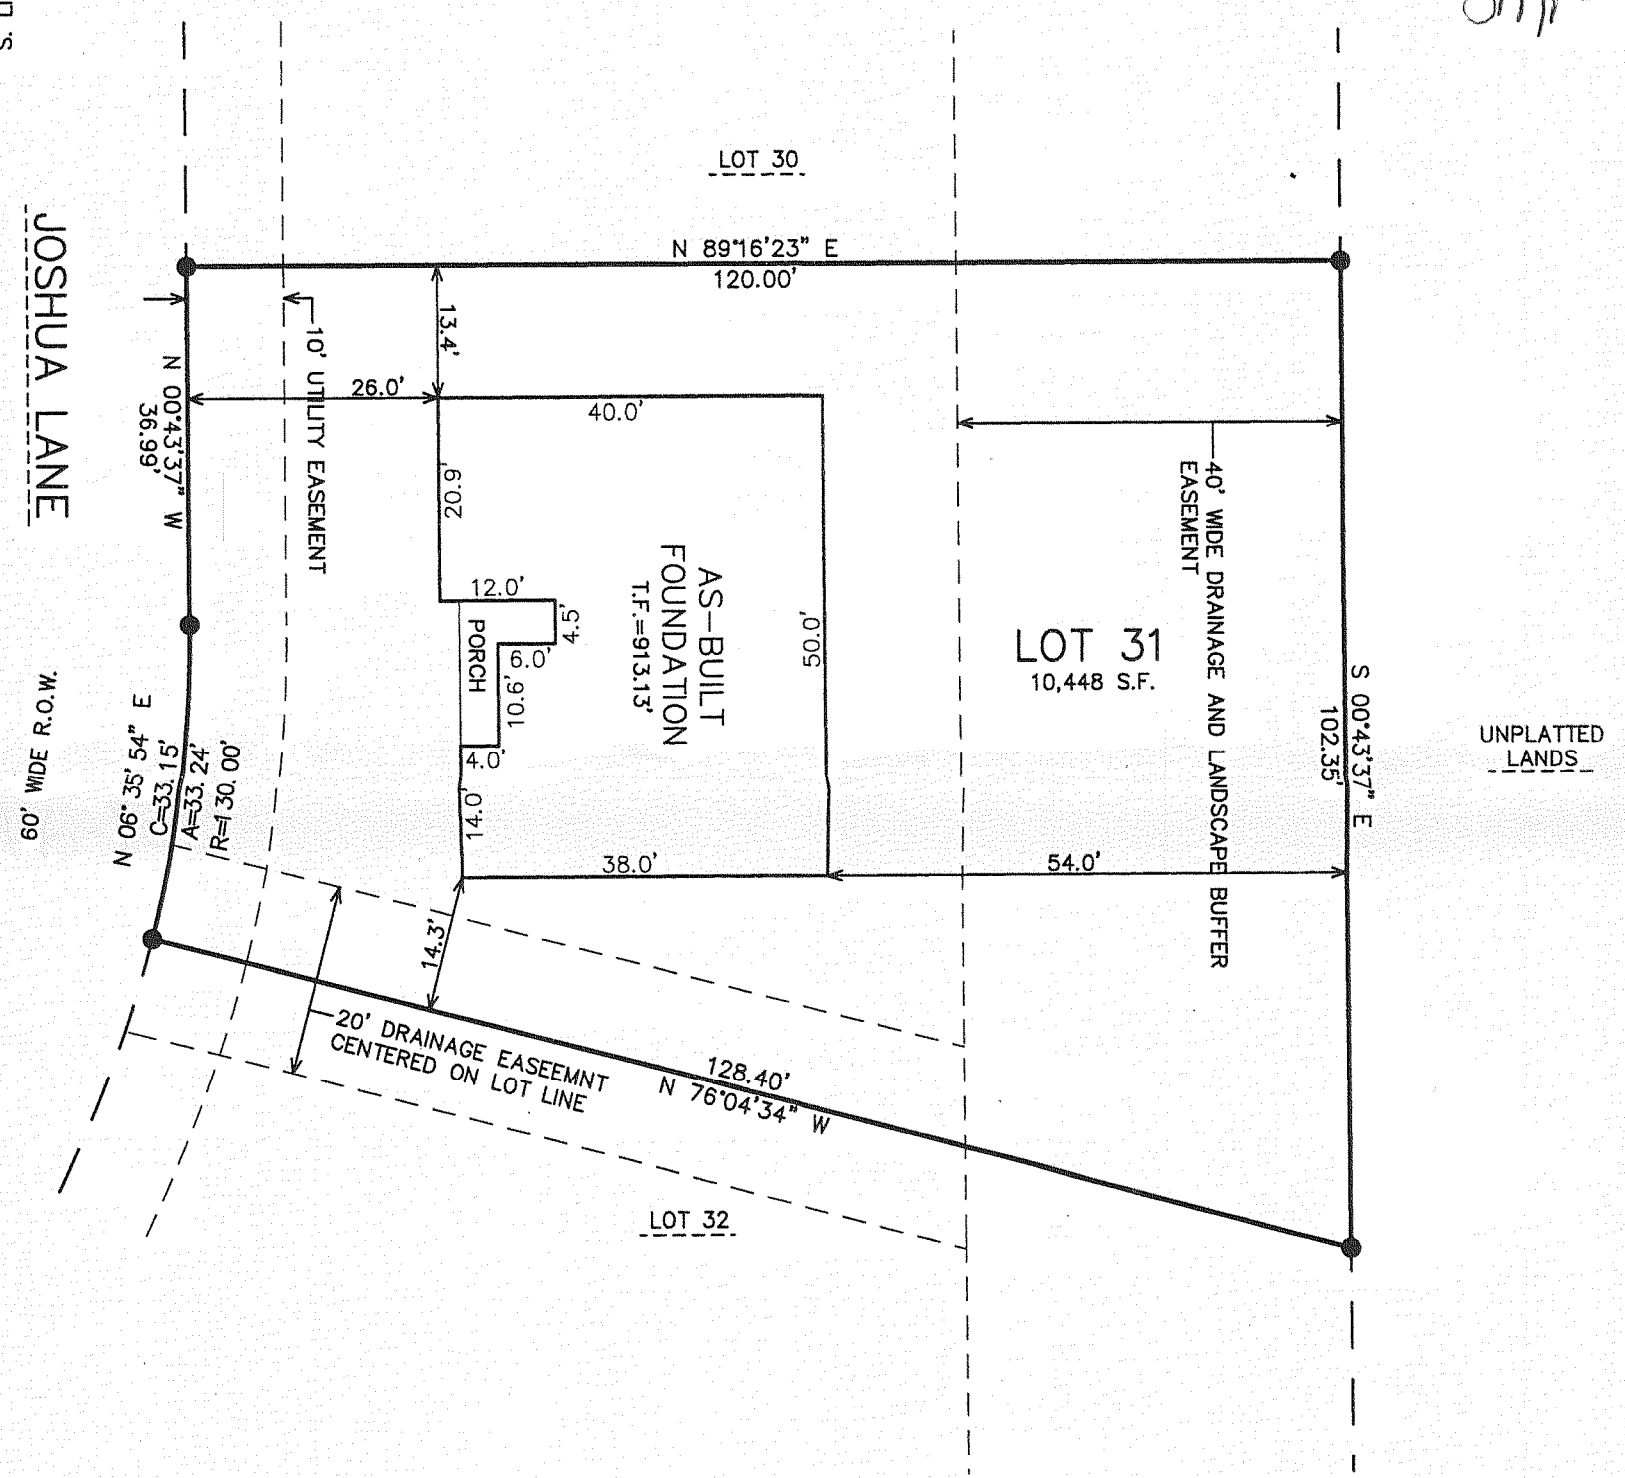 LOT 30
N 89°16'23" E
120.00'
13.4'
10' UTILITY EASEMENT
26.0'
40.0'
N 00°43'37" W
36.99'
JOSHUA LANE
60' WIDE R.O.W.
20.9'
12.0'
4.5'
6.0'
PORCH
10.6'
4.0'
14.0'
AS-BUILT
FOUNDATION
T.F.=913.13'
50.0'
38.0'
LOT 31
10,448 S.F.
40' WIDE DRAINAGE AND LANDSCAPE BUFFER
EASEMENT
S 00°43'37" E
102.35'
UNPLATTED
LANDS
54.0'
N 06°35'54" E
C=33.15'
A=33.24'
R=130.00'
14.3'
20' DRAINAGE EASEEMNT
CENTERED ON LOT LINE
128.40'
N 76°04'34" W
LOT 32